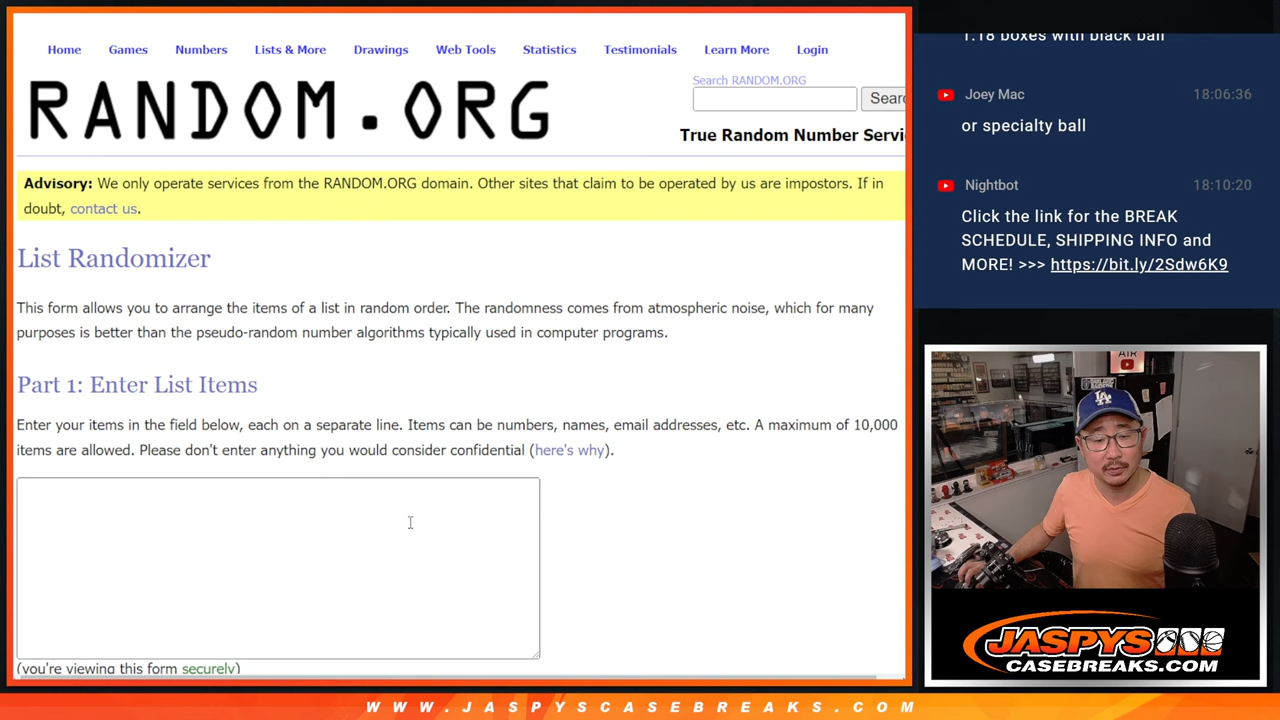 Home Games Numbers Lists & More Drawings Web Tools Statistics Testimonials Learn More Login
RANDOM.ORG
Search RANDOM.ORG
Searc
True Random Number Servi
Advisory: We only operate services from the RANDOM.ORG domain. Other sites that claim to be operated by us are impostors. If in
doubt, contact us.
List Randomizer
This form allows you to arrange the items of a list in random order. The randomness comes from atmospheric noise, which for many
purposes is better than the pseudo-random number algorithms typically used in computer programs.
Part 1: Enter List Items
Enter your items in the field below, each on a separate line. Items can be numbers, names, email addresses, etc. A maximum of 10,000
items are allowed. Please don't enter anything you would consider confidential (here's why).
(you're viewing this form securely)
1.18 boxes with black ball
Joey Mac 18:06:36
or specialty ball
Nightbot 18:10:20
Click the link for the BREAK
SCHEDULE, SHIPPING INFO and
MORE! >>> https://bit.ly/2Sdw6K9
AIR
LA
JASPYS
CASEBREAKS.COM
WWW.JASPYSCASEBREAKS.COM